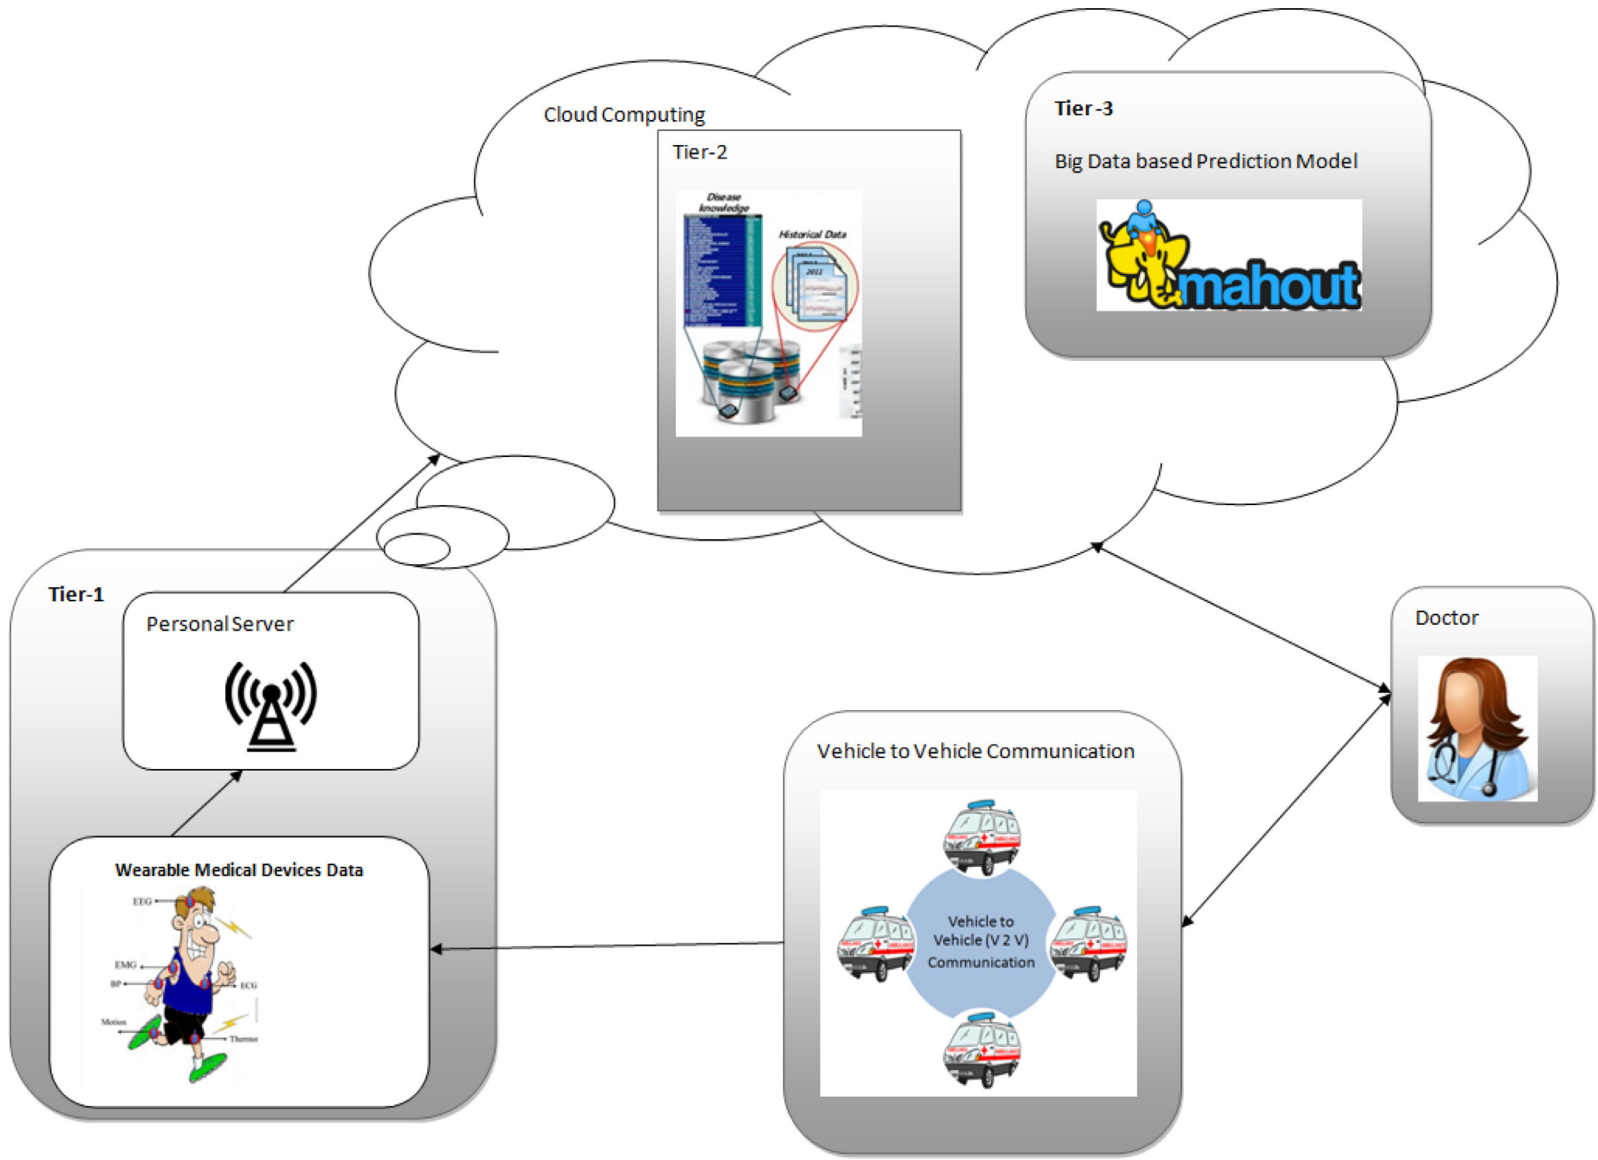 Cloud Computing
Tier-2
Disease
knowledge
Historical Data
2011
Tier-3
Big Data based Prediction Model
mahout
Tier-1
Personal Server
Wearable Medical Devices Data
EEG
EMG
BP
ECG
Motion
Thermo
Vehicle to Vehicle Communication
Vehicle to
Vehicle (V 2 V)
Communication
Doctor